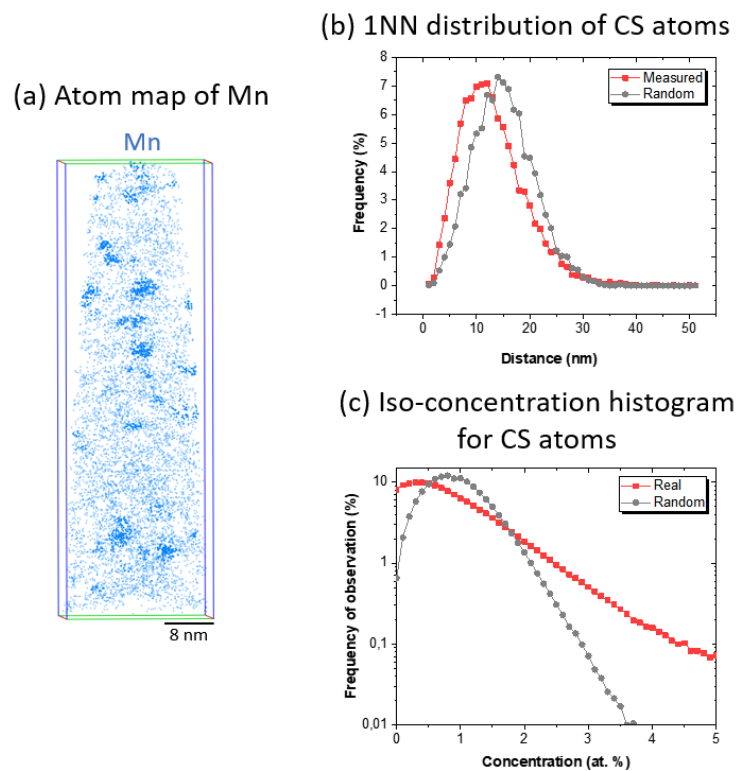 (a) Atom map of Mn
Mn
8 nm
(b) 1NN distribution of CS atoms
Measured
Random
Frequency (%)
8
7
6
5
4
3
2
1
0
-1
0
10
20
30
40
50
Distance (nm)
(c) Iso-concentration histogram
for CS atoms
Real
Random
Frequency of observation (%)
10
1
0,1
0,01
0
1
2
3
4
5
Concentration (at. %)